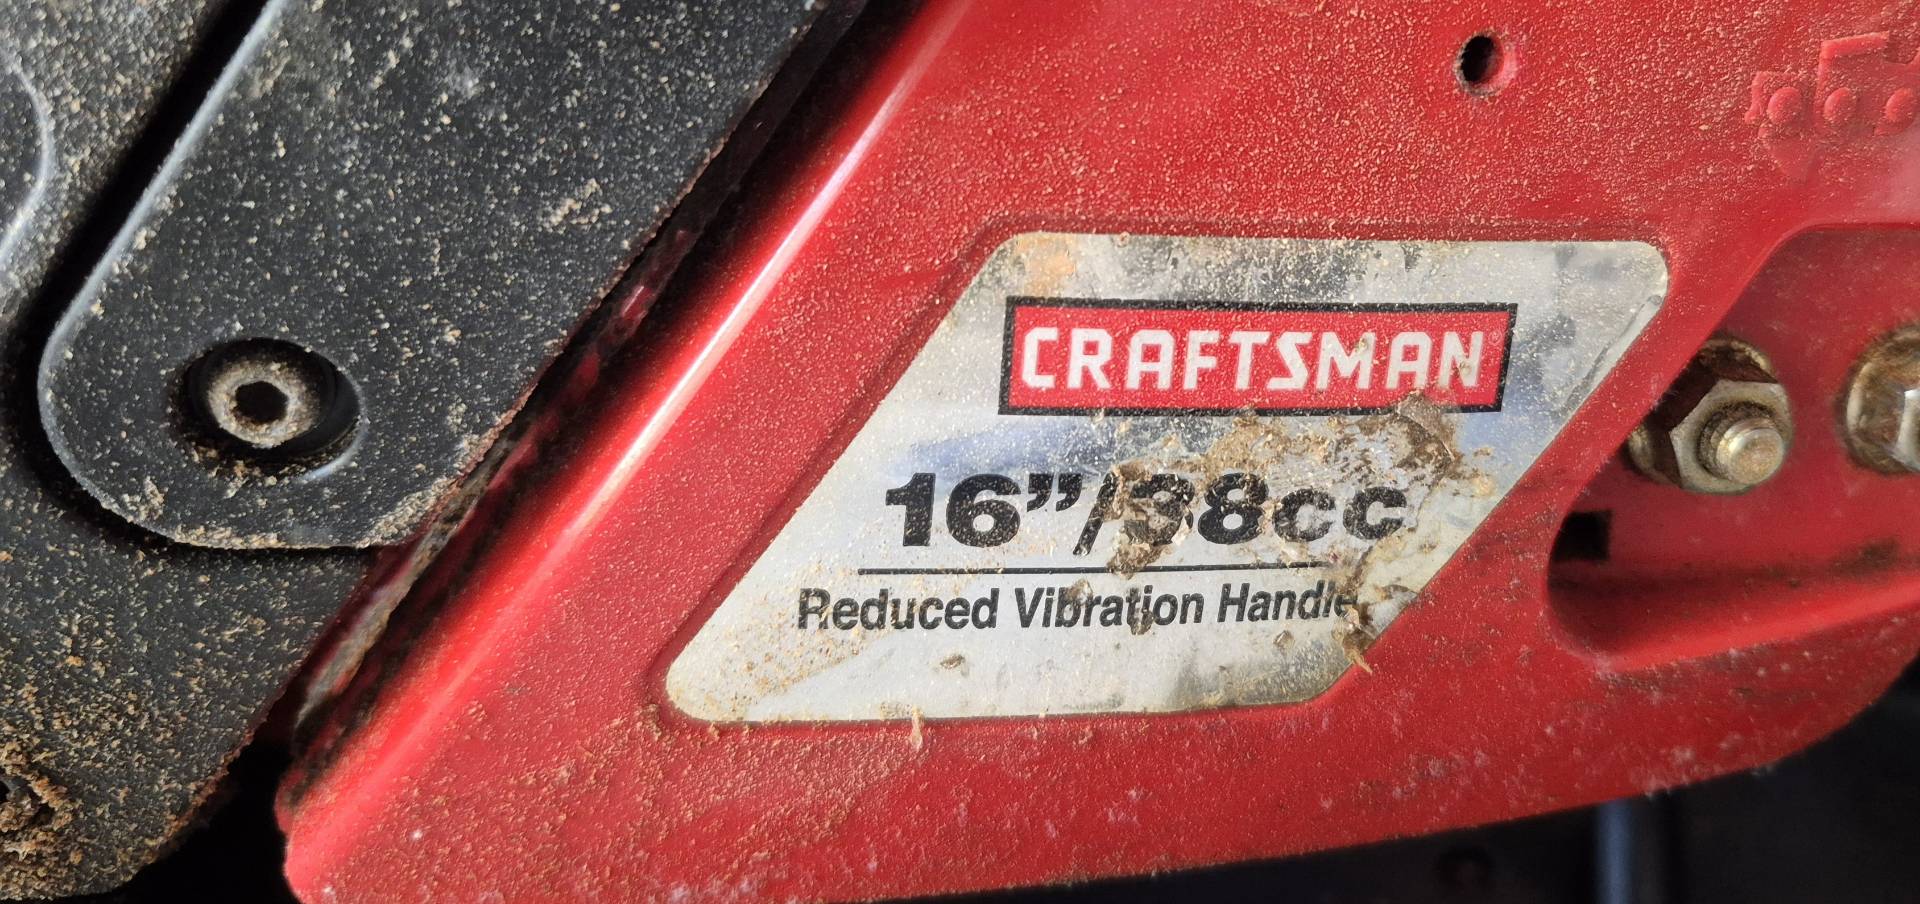 CRAFTSMAN®
16”/38cc
Reduced Vibration Handle